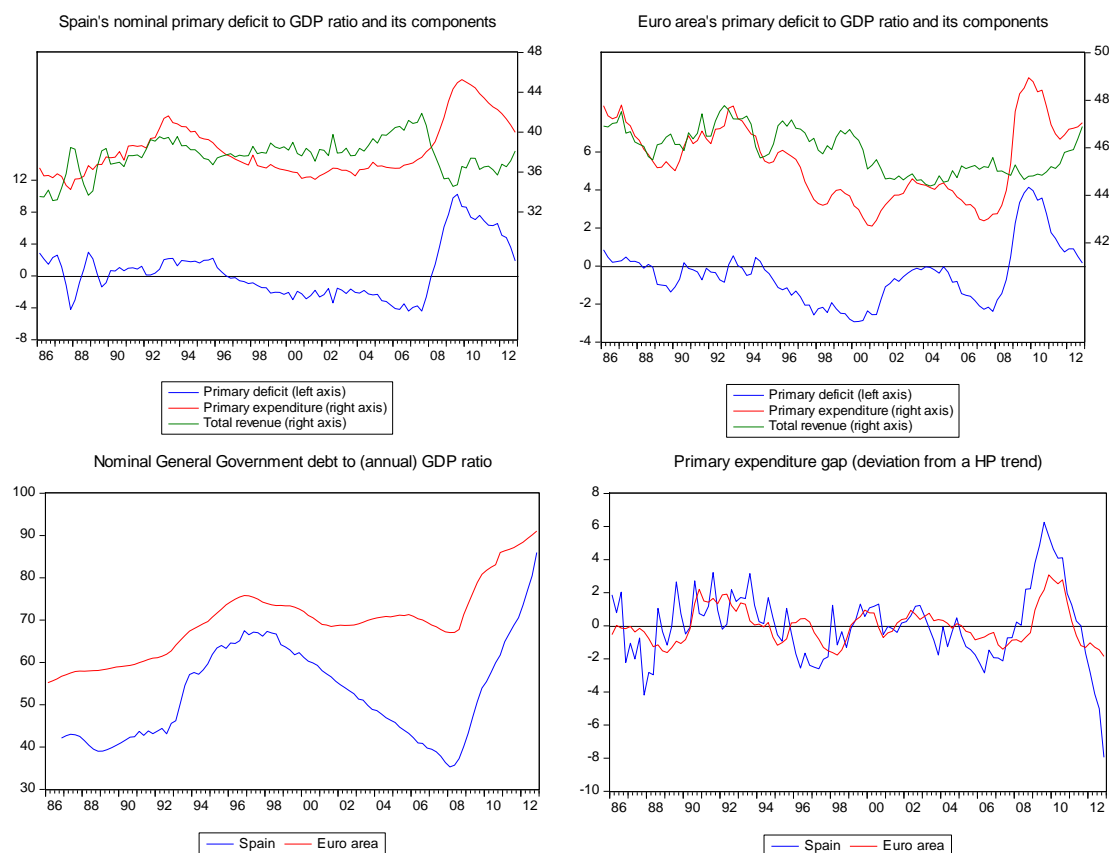 Spain's nominal primary deficit to GDP ratio and its components
48
44
40
36
32
12
8
4
0
-4
-8
86 88 90 92 94 96 98 00 02 04 06 08 10 12
Primary deficit (left axis)
Primary expenditure (right axis)
Total revenue (right axis)
Euro area's primary deficit to GDP ratio and its components
50
48
46
44
42
6
4
2
0
-2
-4
86 88 90 92 94 96 98 00 02 04 06 08 10 12
Primary deficit (left axis)
Primary expenditure (right axis)
Total revenue (right axis)
Nominal General Government debt to (annual) GDP ratio
100
90
80
70
60
50
40
30
86 88 90 92 94 96 98 00 02 04 06 08 10 12
Spain Euro area
Primary expenditure gap (deviation from a HP trend)
8
6
4
2
0
-2
-4
-6
-8
-10
86 88 90 92 94 96 98 00 02 04 06 08 10 12
Spain Euro area